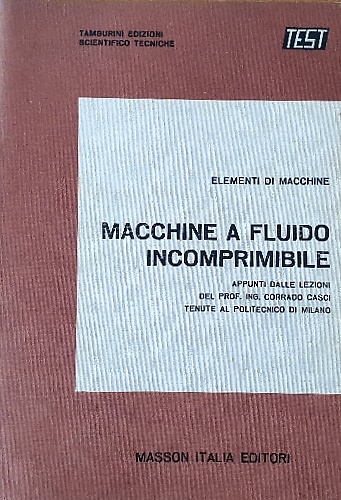 TAMBURINI EDIZIONI
SCIENTIFICO TECNICHE
TEST
ELEMENTI DI MACCHINE
MACCHINE A FLUIDO
INCOMPRIMIBILE
APPUNTI DALLE LEZIONI
DEL PROF. ING. CORRADO CASCI
TENUTE AL POLITECNICO DI MILANO
MASSON ITALIA EDITORI